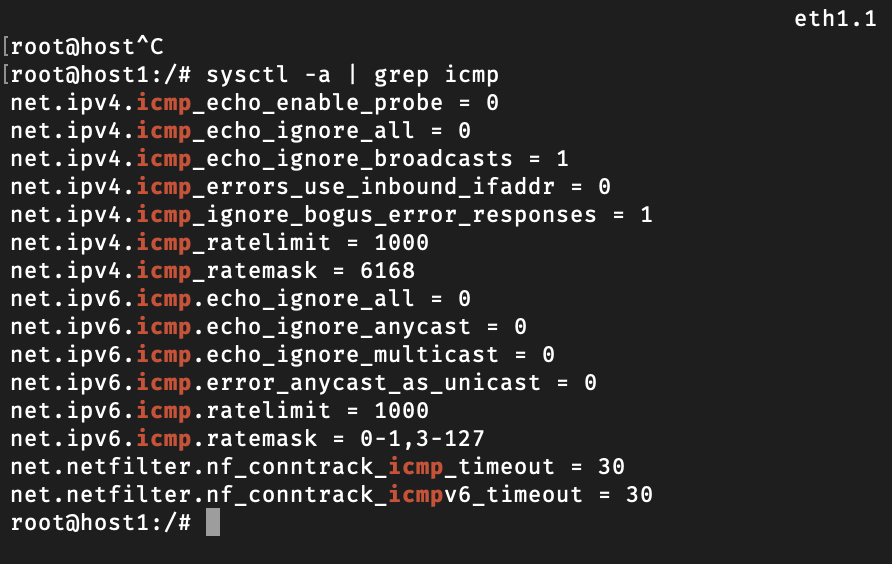 eth1.1
[root@host^C
[root@host1:/# sysctl -a | grep icmp
net.ipv4.icmp_echo_enable_probe = 0
net.ipv4.icmp_echo_ignore_all = 0
net.ipv4.icmp_echo_ignore_broadcasts = 1
net.ipv4.icmp_errors_use_inbound_ifaddr = 0
net.ipv4.icmp_ignore_bogus_error_responses = 1
net.ipv4.icmp_ratelimit = 1000
net.ipv4.icmp_ratemask = 6168
net.ipv6.icmp.echo_ignore_all = 0
net.ipv6.icmp.echo_ignore_anycast = 0
net.ipv6.icmp.echo_ignore_multicast = 0
net.ipv6.icmp.error_anycast_as_unicast = 0
net.ipv6.icmp.ratelimit = 1000
net.ipv6.icmp.ratemask = 0-1,3-127
net.netfilter.nf_conntrack_icmp_timeout = 30
net.netfilter.nf_conntrack_icmpv6_timeout = 30
root@host1:/#